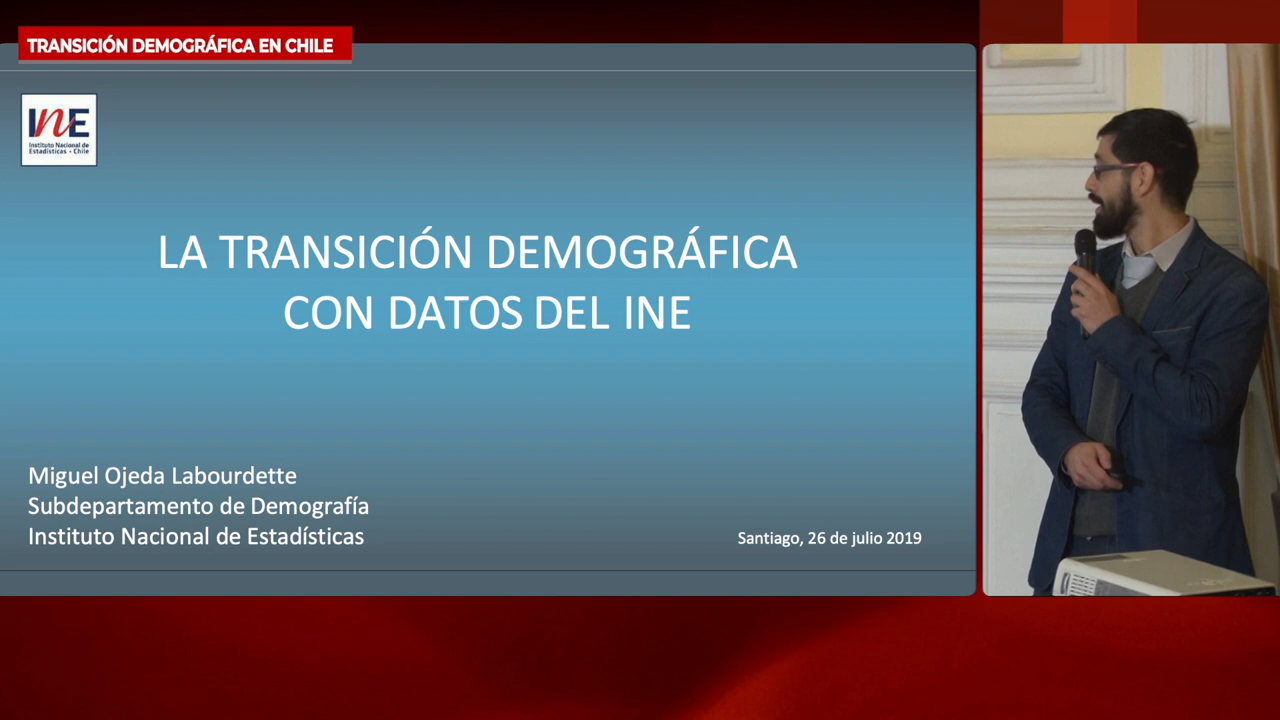 TRANSICIÓN DEMOGRÁFICA EN CHILE
INE
Instituto Nacional de
Estadísticas • Chile
LA TRANSICIÓN DEMOGRÁFICA
CON DATOS DEL INE
Miguel Ojeda Labourdette
Subdepartamento de Demografía
Instituto Nacional de Estadísticas
Santiago, 26 de julio 2019